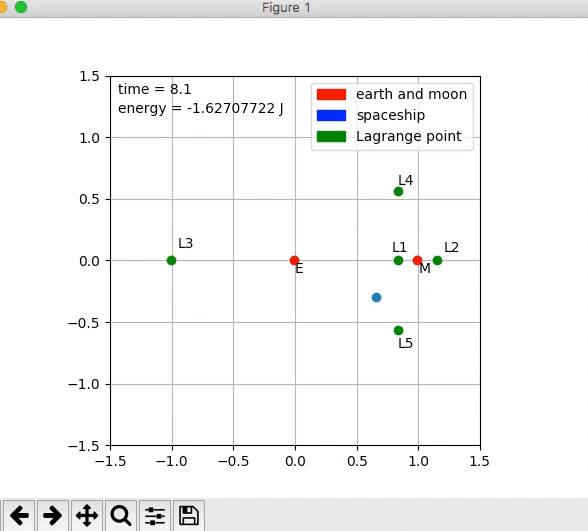 Figure 1
time = 8.1
energy = -1.62707722 J
earth and moon
spaceship
Lagrange point
1.5
1.0
0.5
0.0
−0.5
−1.0
−1.5
L4
L3
L1
L2
E
M
L5
−1.5 −1.0 −0.5 0.0 0.5 1.0 1.5